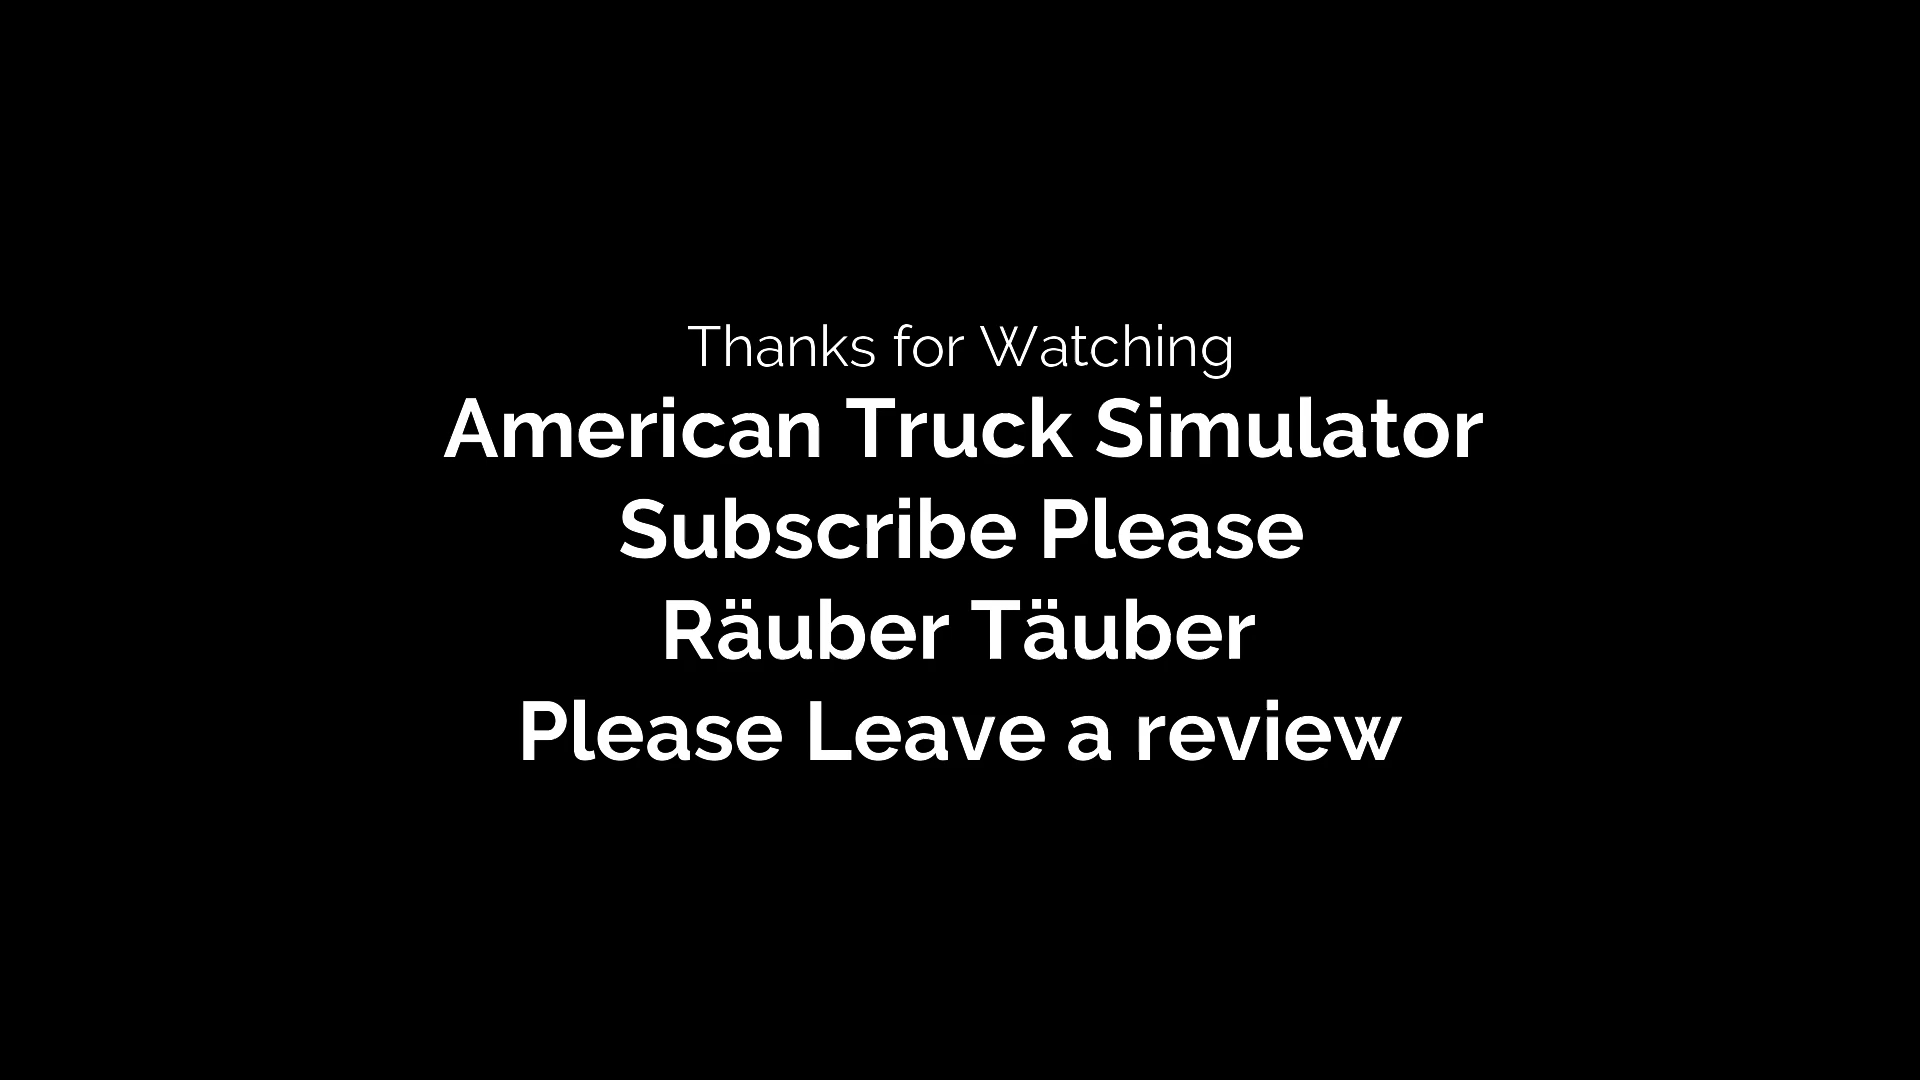 Thanks for Watching
American Truck Simulator
Subscribe Please
Räuber Täuber
Please Leave a review